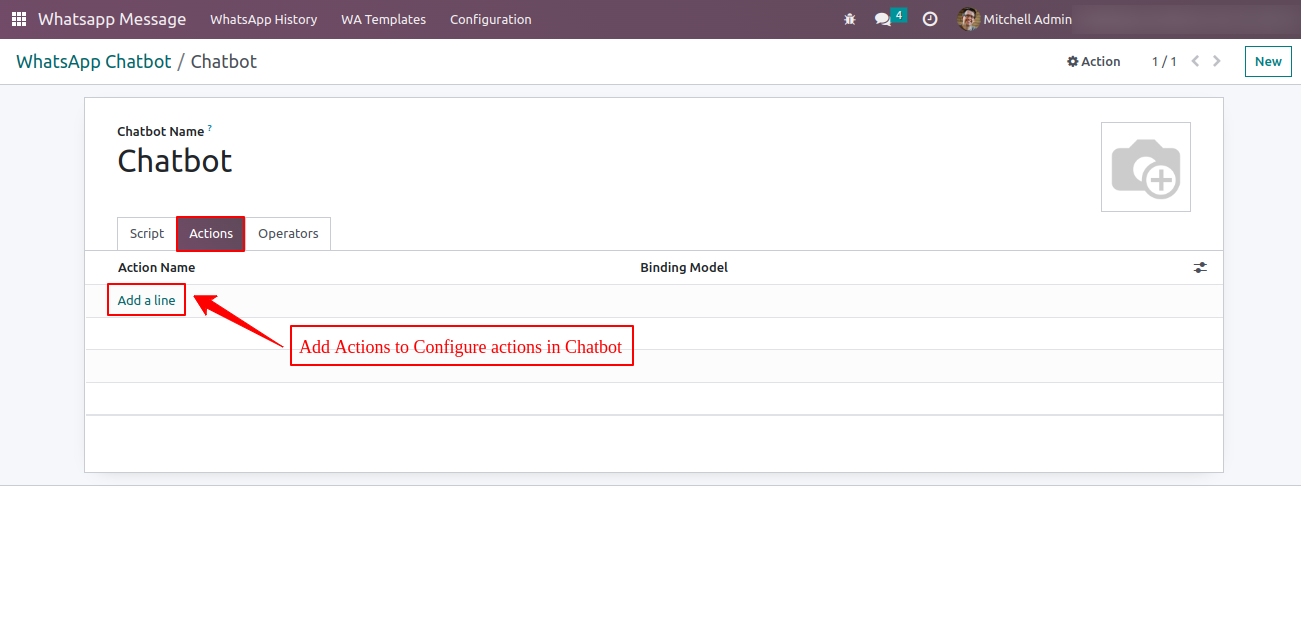 Whatsapp Message WhatsApp History WA Templates Configuration 4 Mitchell Admin
WhatsApp Chatbot / Chatbot Action 1 / 1 New
Chatbot Name ?
Chatbot
Script Actions Operators
Action Name Binding Model
Add a line
Add Actions to Configure actions in Chatbot